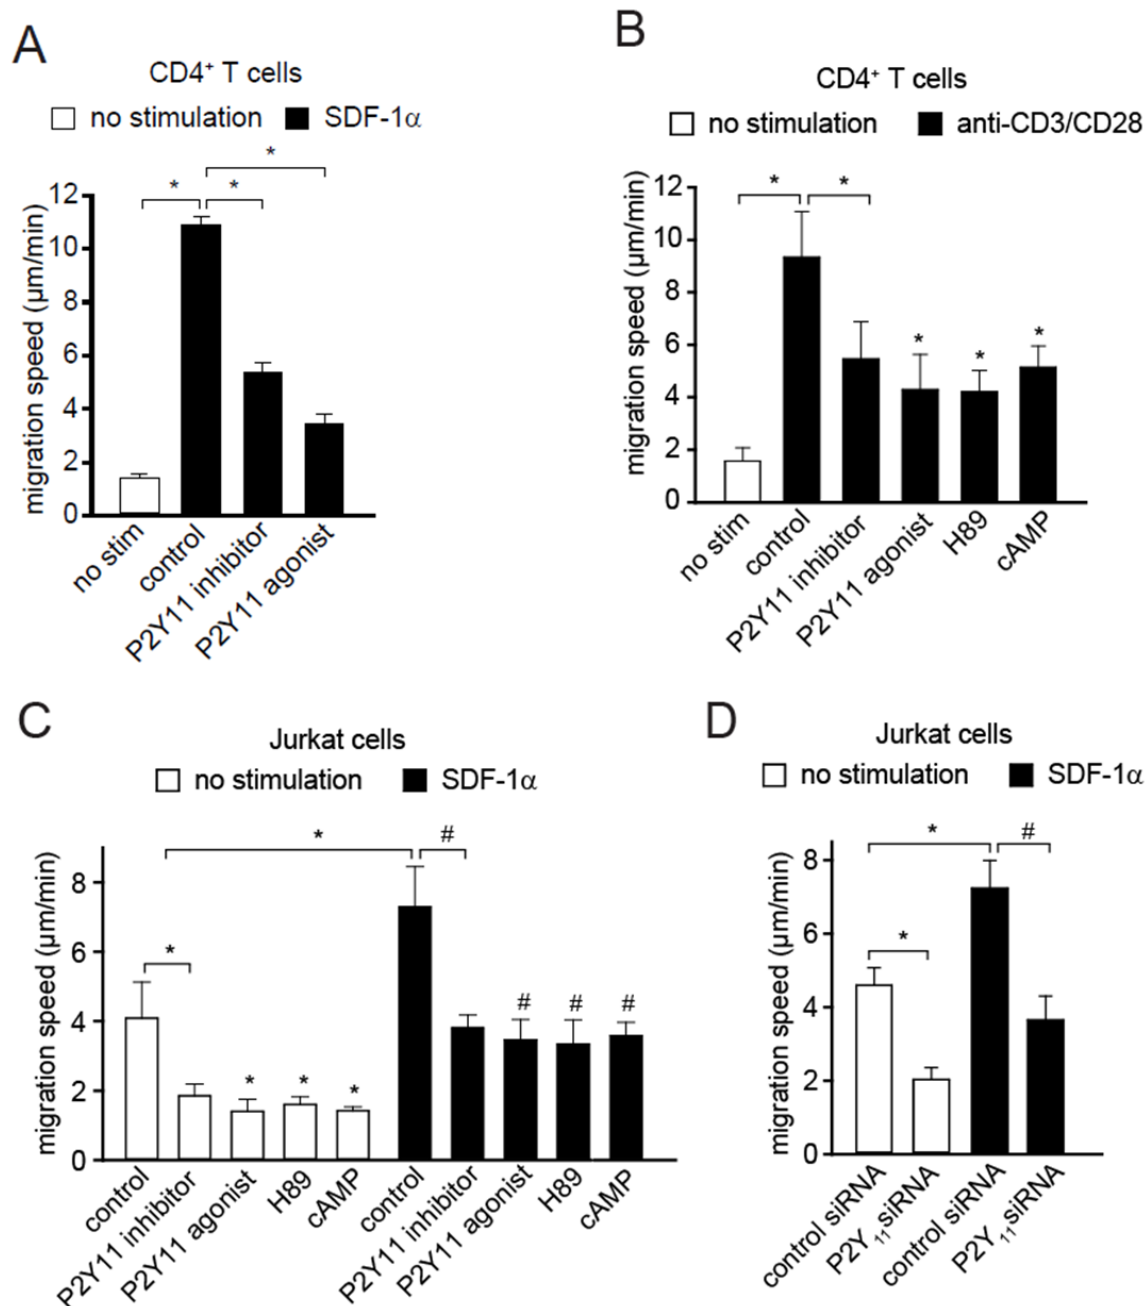 A
CD4⁺ T cells
no stimulation SDF-1α
* * *
migration speed (µm/min)
12
10
8
6
4
2
0
no stim
control
P2Y11 inhibitor
P2Y11 agonist
B
CD4⁺ T cells
no stimulation anti-CD3/CD28
* *
* * *
migration speed (µm/min)
12
10
8
6
4
2
0
no stim
control
P2Y11 inhibitor
P2Y11 agonist
H89
cAMP
C
Jurkat cells
no stimulation SDF-1α
* #
*
* * * # # #
migration speed (µm/min)
8
6
4
2
0
control
P2Y11 inhibitor
P2Y11 agonist
H89
cAMP
control
P2Y11 inhibitor
P2Y11 agonist
H89
cAMP
D
Jurkat cells
no stimulation SDF-1α
* #
*
migration speed (µm/min)
8
6
4
2
0
control siRNA
P2Y₁₁siRNA
control siRNA
P2Y₁₁siRNA